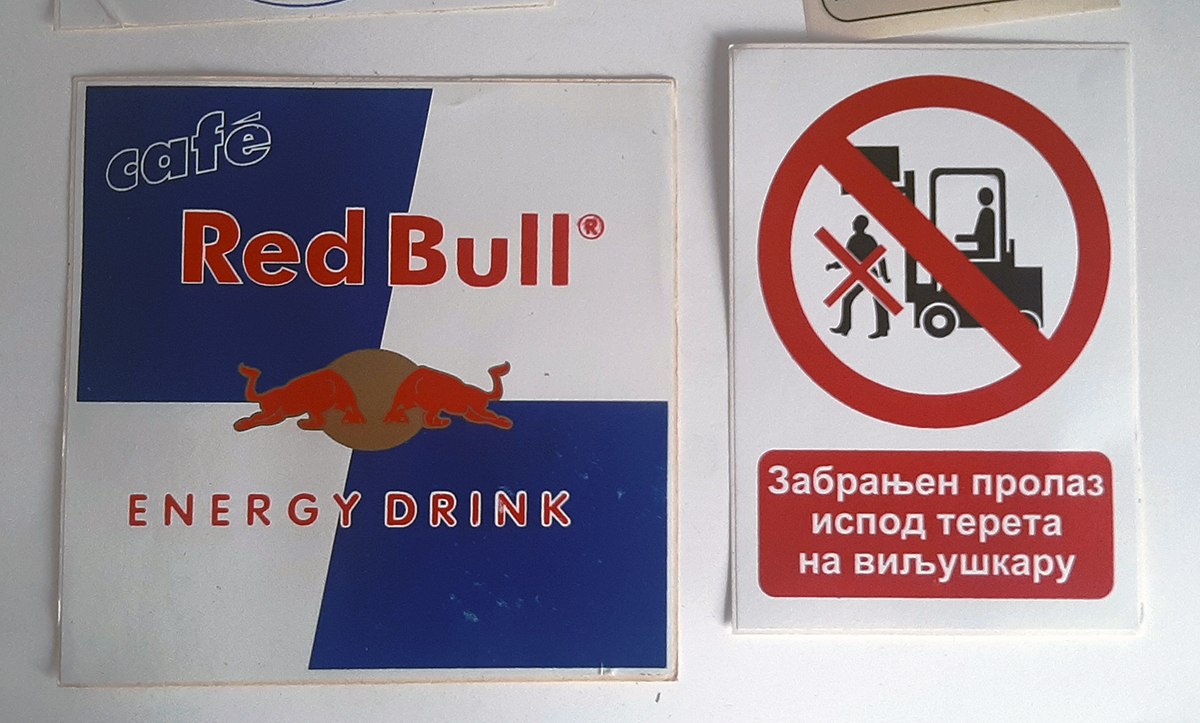 café
Red Bull®
ENERGY DRINK
Забрањен пролаз
испод терета
на виљушкару